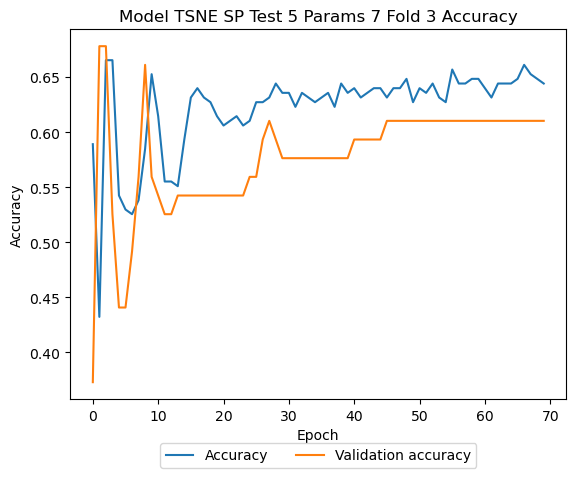 Model TSNE SP Test 5 Params 7 Fold 3 Accuracy
Accuracy
0.65
0.60
0.55
0.50
0.45
0.40
0 10 20 30 40 50 60 70
Epoch
Accuracy Validation accuracy